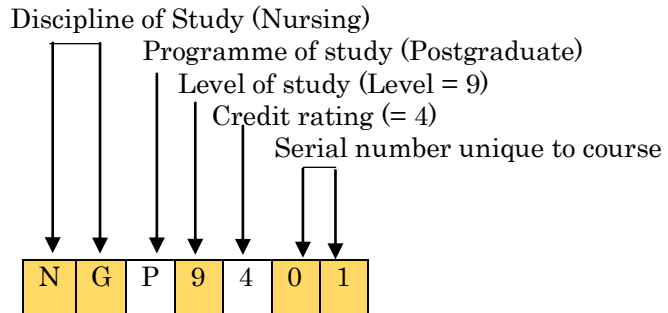 Discipline of Study (Nursing)
Programme of study (Postgraduate)
Level of study (Level = 9)
Credit rating (= 4)
Serial number unique to course
N G P 9 4 0 1